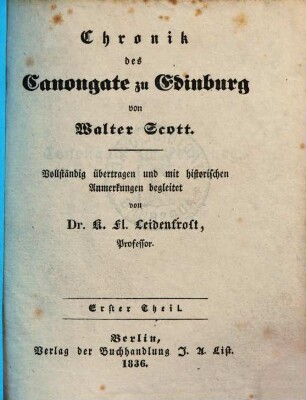 Chronik
des
Canongate zu Edinburg
von
Walter Scott.
Vollständig übertragen und mit historischen
Anmerkungen begleitet
von
Dr. K. Fl. Leidenfrost,
Professor.
Erster Theil.
Berlin,
Verlag der Buchhandlung J. A. List.
1836.